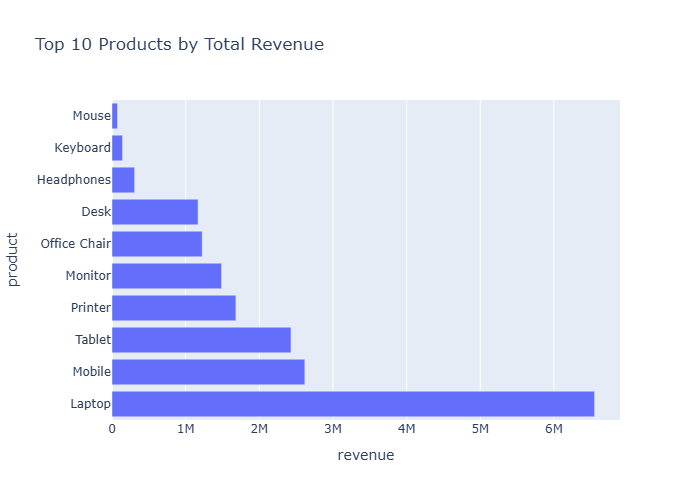 Top 10 Products by Total Revenue
product
Mouse
Keyboard
Headphones
Desk
Office Chair
Monitor
Printer
Tablet
Mobile
Laptop
0 1M 2M 3M 4M 5M 6M
revenue